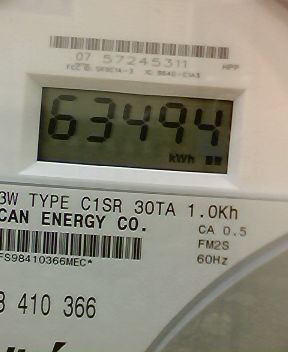 07 57245311
HPP
63494
kWh
3W TYPE C1SR 30TA 1.0Kh
CAN ENERGY CO.
CA 0.5
FM2S
60Hz
FS98410366MEC*
410 366